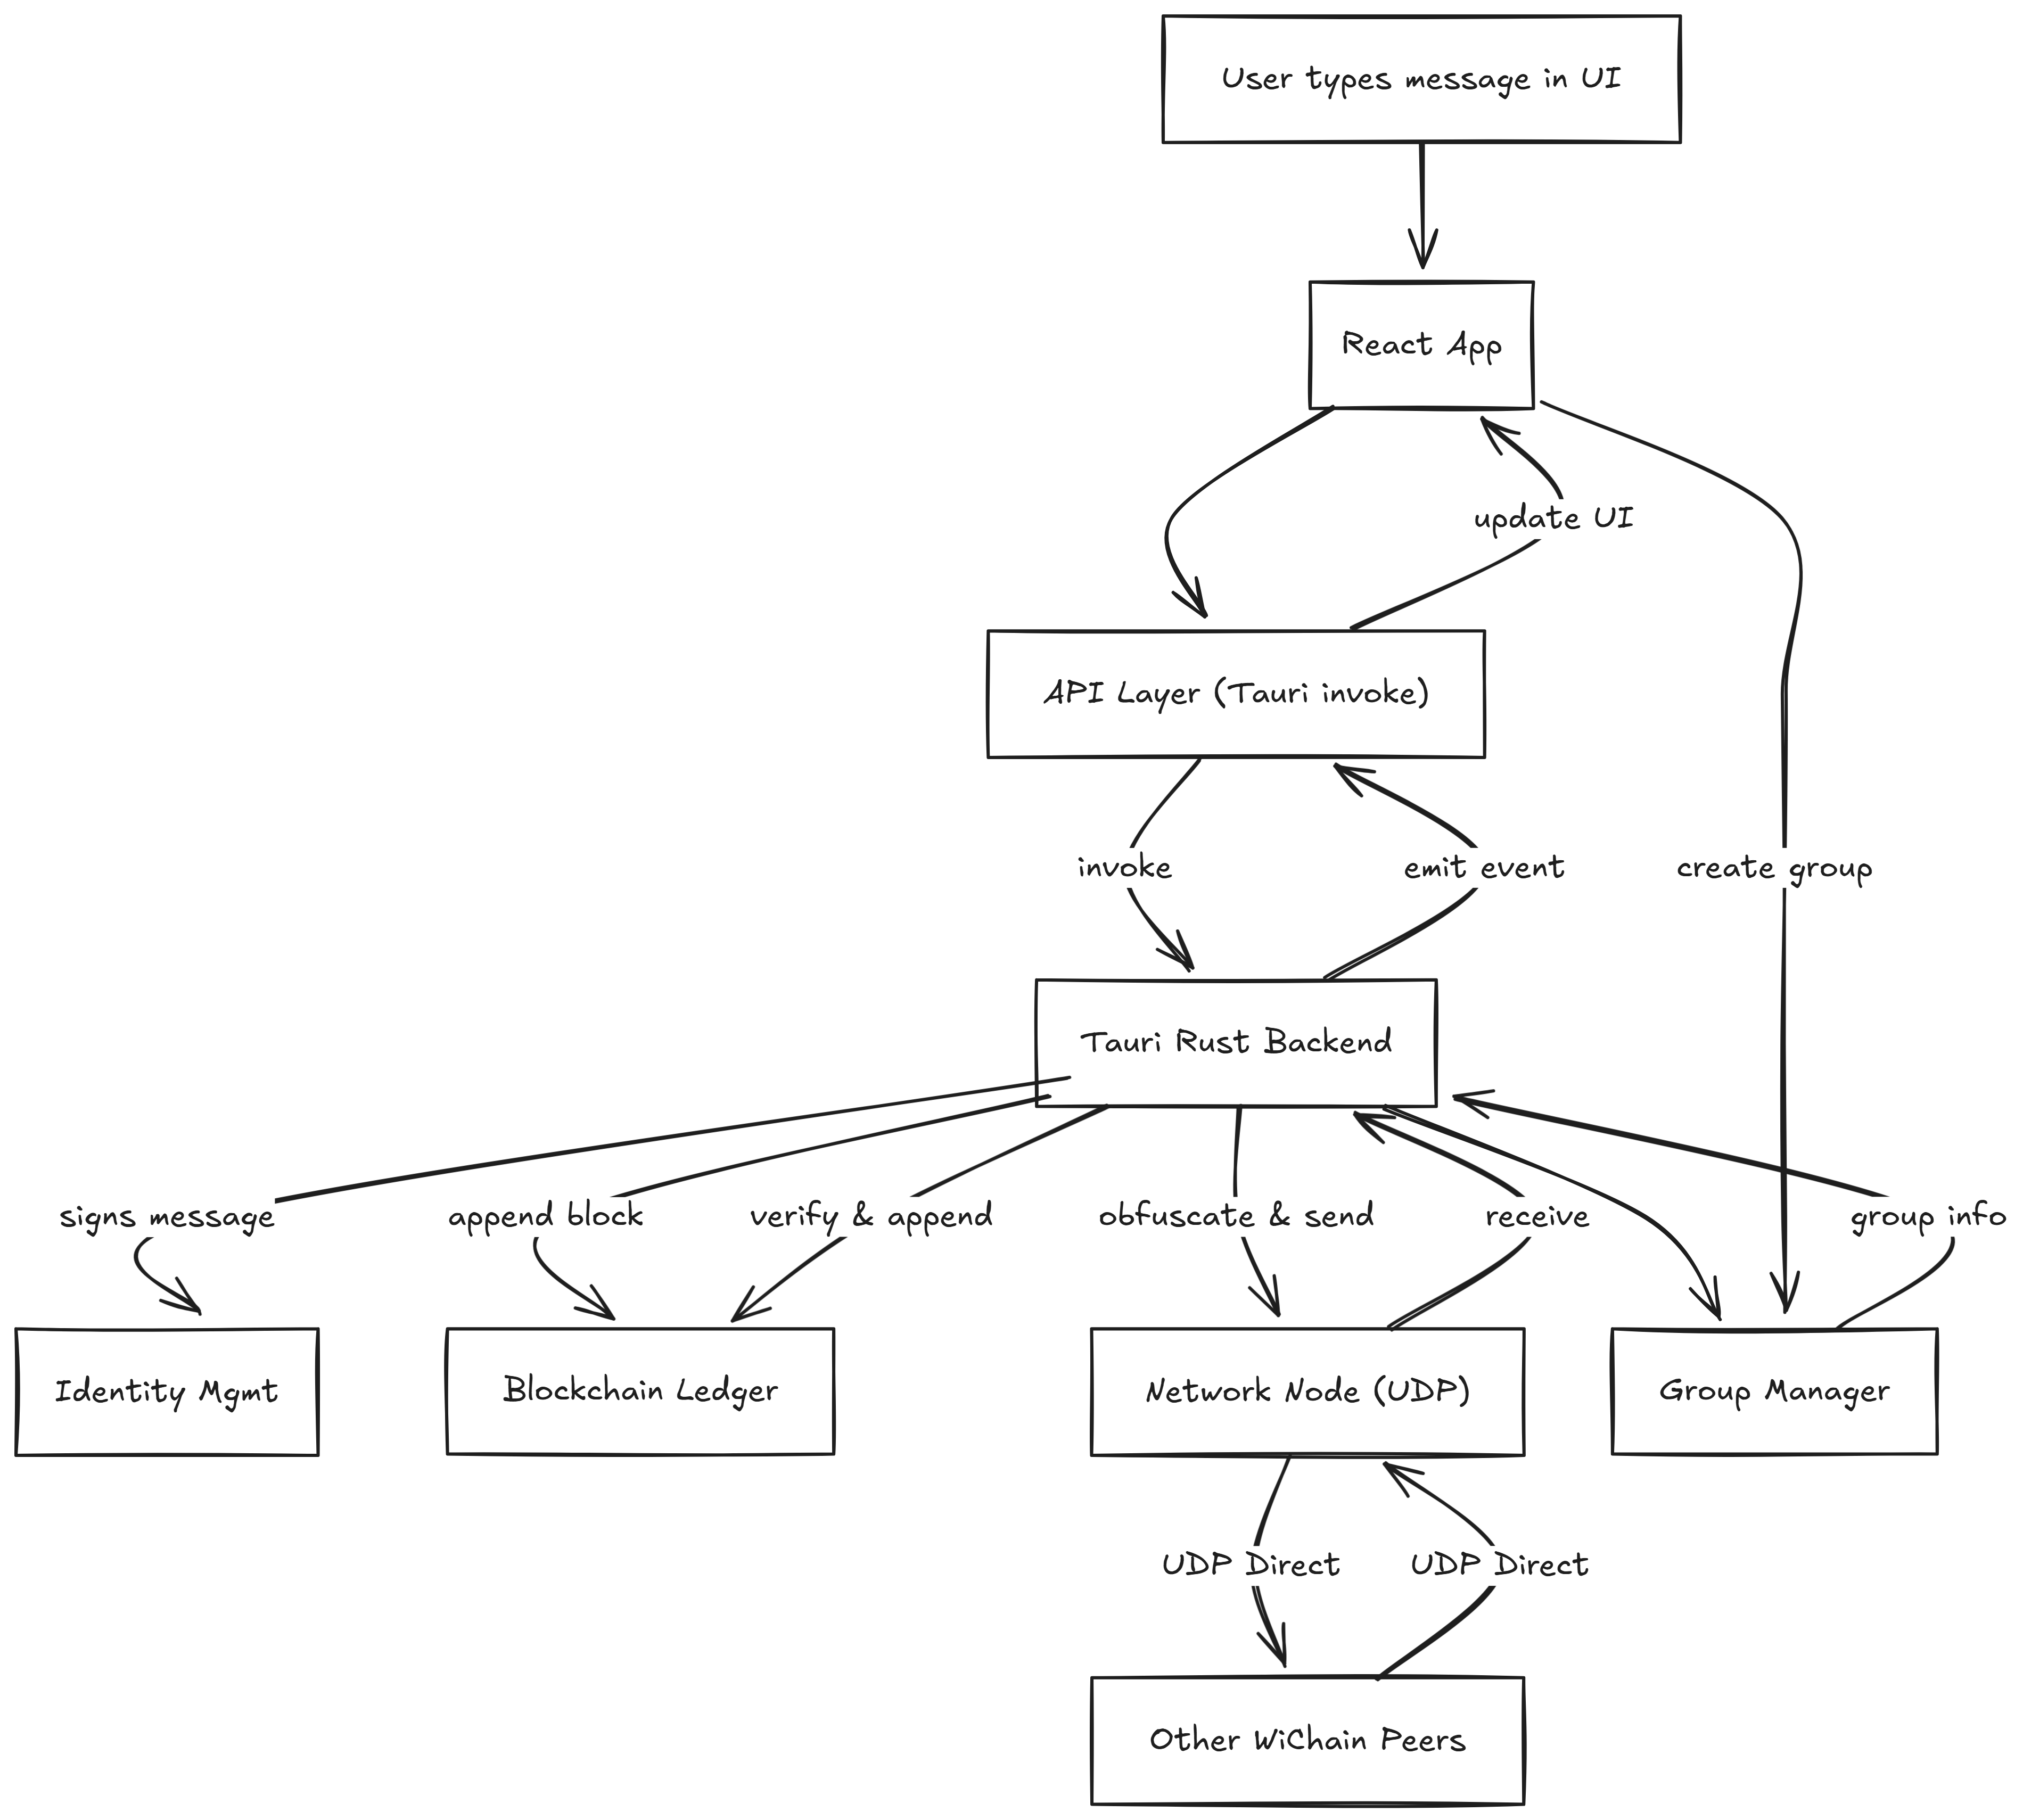 User types message in UI
React App
update UI
API Layer (Tauri invoke)
invoke
emit event
create group
Tauri Rust Backend
signs message
append block
verify & append
obfuscate & send
receive
group info
Identity Mgmt
Blockchain Ledger
Network Node (UDP)
Group Manager
UDP Direct
UDP Direct
Other WiChain Peers